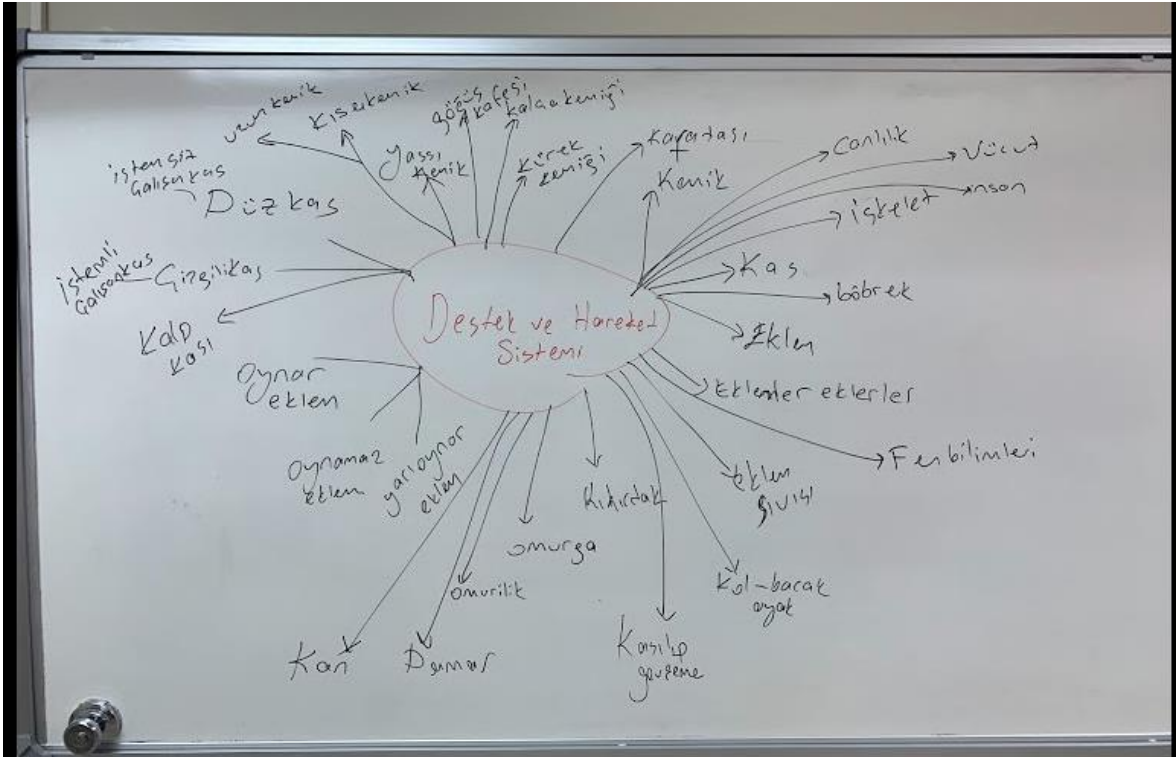 uzun kemik
Kısa kemik
göğüs
kafesi
Kalça kemiği
Yassı
Kemik
kürek
kemiği
Kafatası
Kemik
Canlılık
Vücut
insan
iskelet
Kas
böbrek
Eklem
Eklemler eklerler
Fen bilimleri
eklem
sıvısı
Kol-bacak
ayak
Kasılıp
gevşeme
Kıkırdak
omurga
omurilik
Damar
Kan
yarı oynar
eklem
oynamaz
eklem
Oynar
eklem
Kalp
kası
Çizgili kas
istemli
Çalışan kas
Düz kas
istemsiz
Çalışan kas
Destek ve Hareket
Sistemi